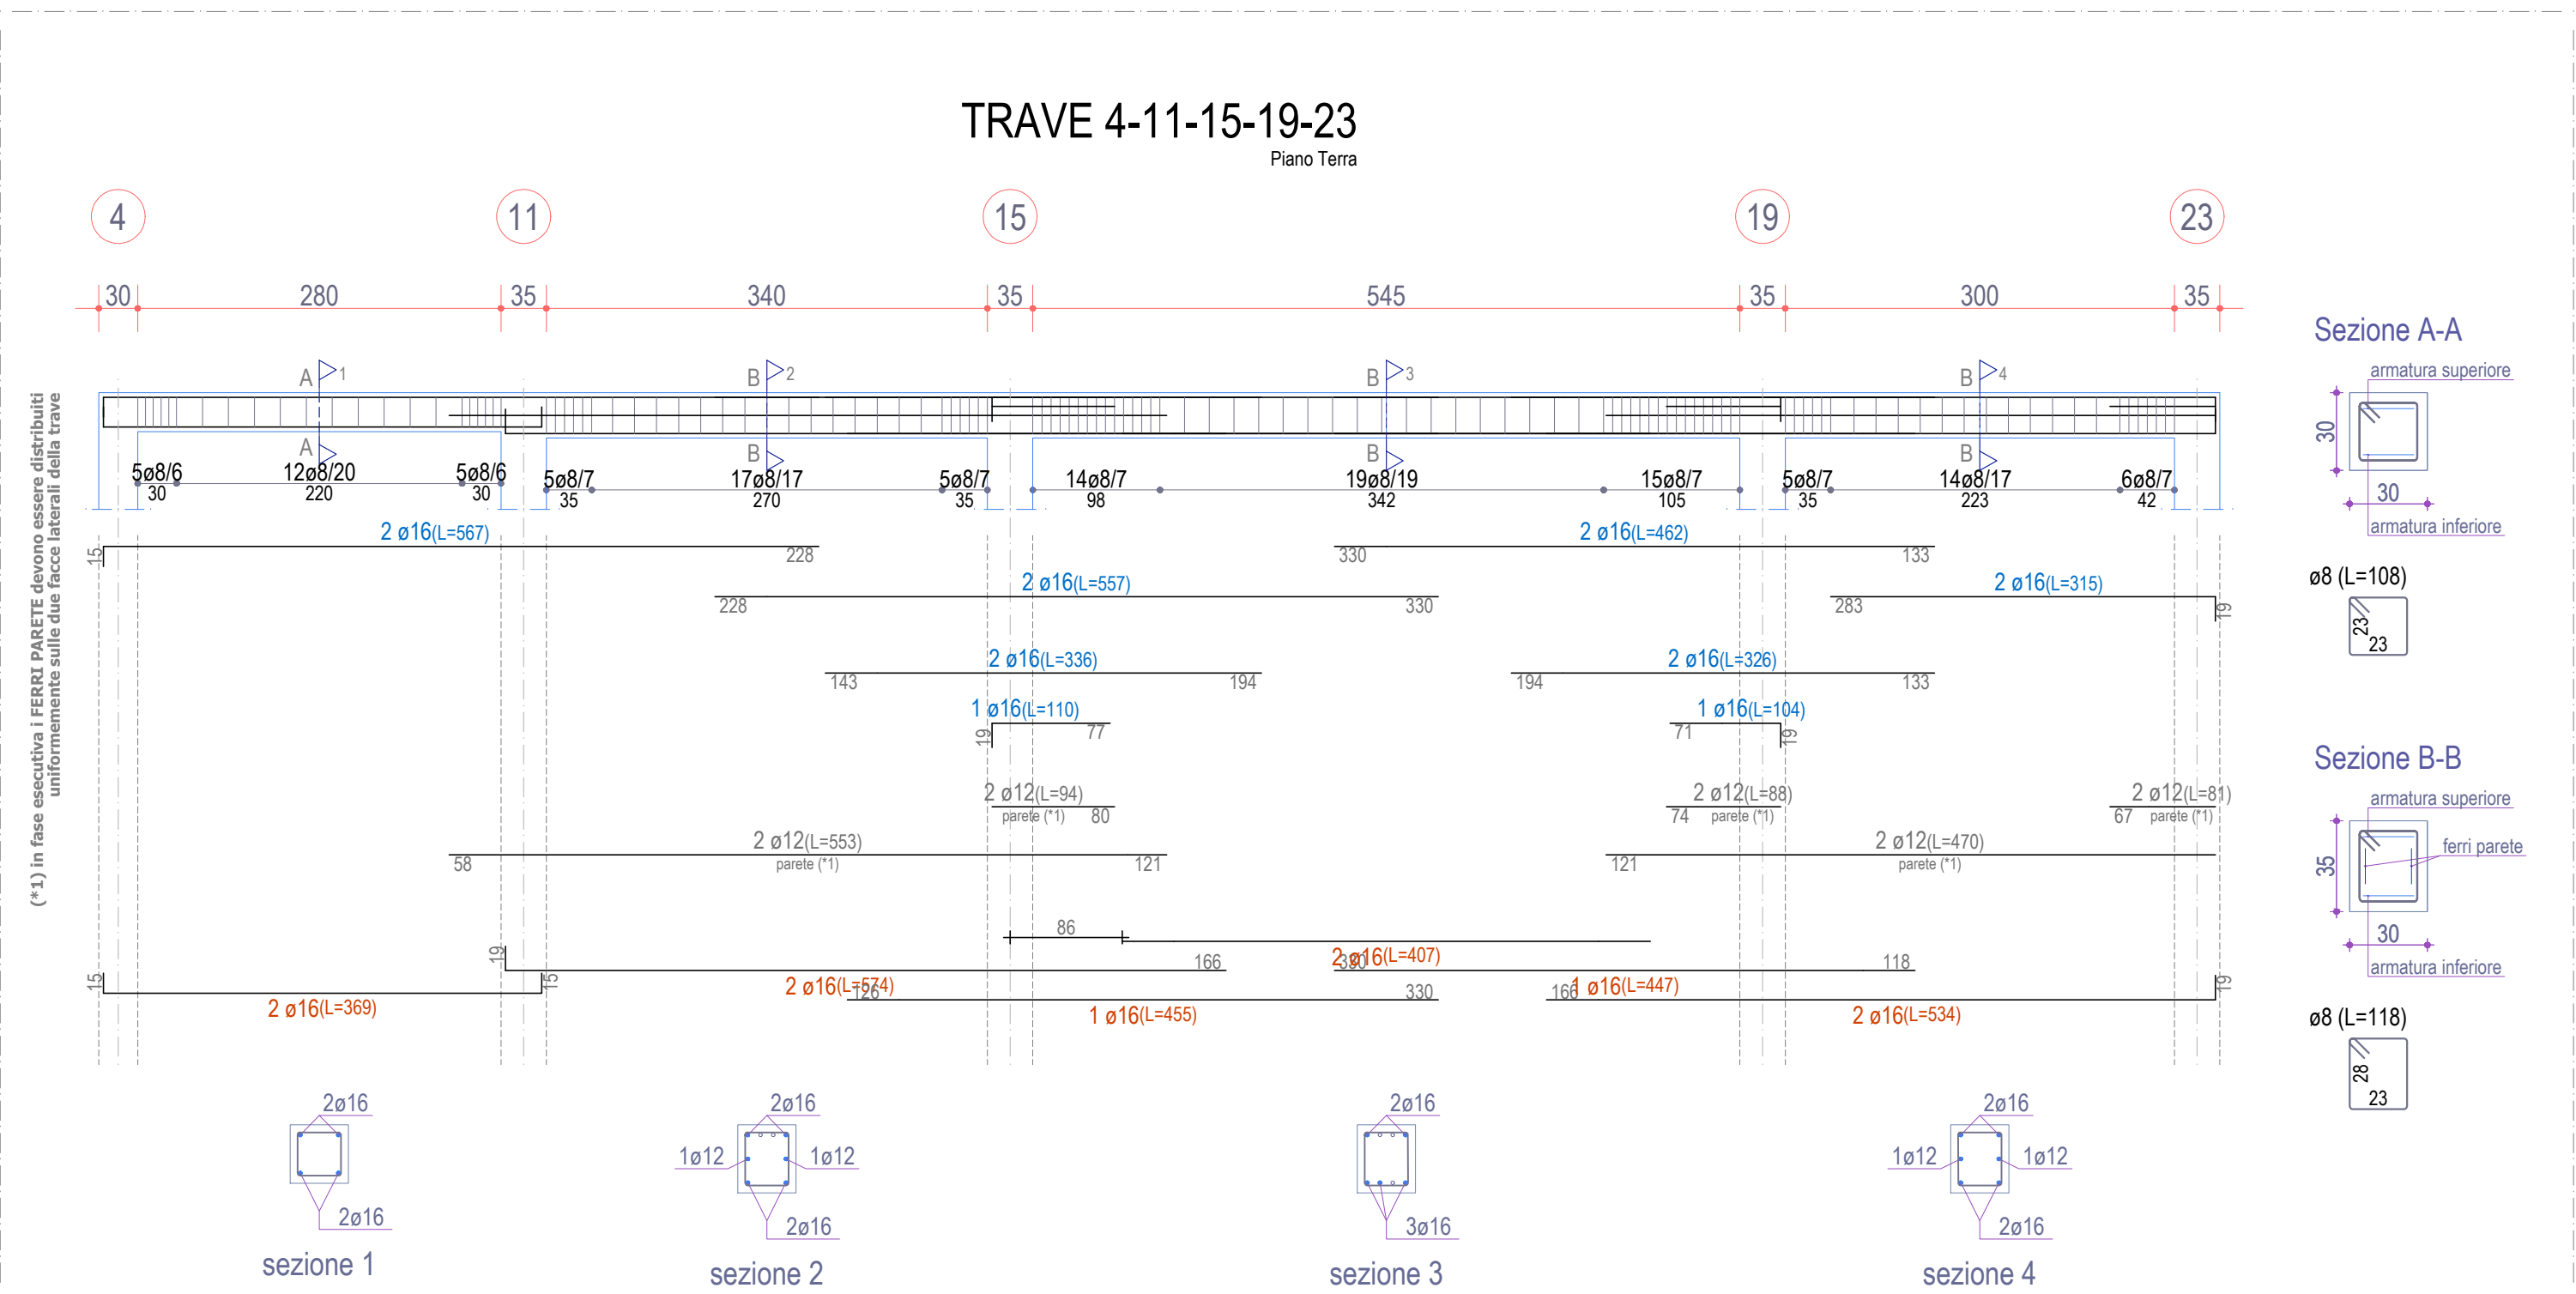 TRAVE 4-11-15-19-23
Piano Terra
4 11 15 19 23
30 280 35 340 35 545 35 300 35
A 1 B 2 B 3 B 4
A B B B
5ø8/6 12ø8/20 5ø8/6 5ø8/7 17ø8/17 5ø8/7 14ø8/7 19ø8/19 15ø8/7 5ø8/7 14ø8/17 6ø8/7
30 220 30 35 270 35 98 342 105 35 223 42
(*1) in fase esecutiva i FERRI PARETE devono essere distribuiti
uniformemente sulle due facce laterali della trave
2 ø16(L=567) 2 ø16(L=462)
15 228 330 133
2 ø16(L=557) 2 ø16(L=315)
228 330 283 19
2 ø16(L=336) 2 ø16(L=326)
143 194 194 133
1 ø16(L=110) 1 ø16(L=104)
19 77 71 19
2 ø12(L=94) 2 ø12(L=88) 2 ø12(L=81)
parete (*1) 80 74 parete (*1) 67 parete (*1)
2 ø12(L=553) 2 ø12(L=470)
58 parete (*1) 121 121 parete (*1)
86
2 ø16(L=407)
19 166 330 118
2 ø16(L=574) 1 ø16(L=447)
15 15 126 330 166 19
2 ø16(L=369) 1 ø16(L=455) 2 ø16(L=534)
2ø16 2ø16 2ø16 2ø16
1ø12 1ø12 1ø12 1ø12
2ø16 2ø16 3ø16 2ø16
sezione 1 sezione 2 sezione 3 sezione 4
Sezione A-A
armatura superiore
30
30
armatura inferiore
ø8 (L=108)
23
23
Sezione B-B
armatura superiore
ferri parete
35
30
armatura inferiore
ø8 (L=118)
28
23